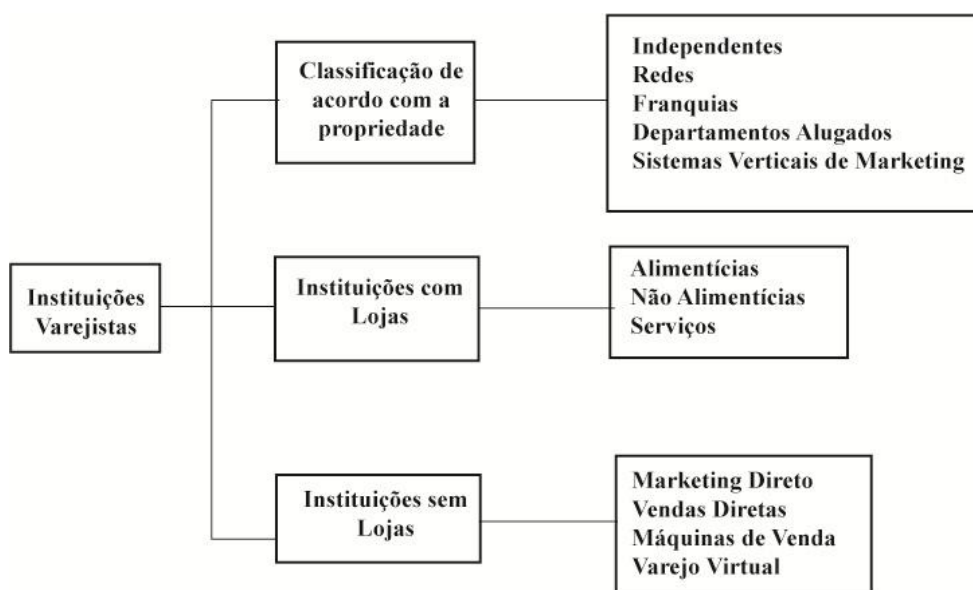 Classificação de
acordo com a
propriedade
Independentes
Redes
Franquias
Departamentos Alugados
Sistemas Verticais de Marketing
Instituições
Varejistas
Instituições com
Lojas
Alimentícias
Não Alimentícias
Serviços
Instituições sem
Lojas
Marketing Direto
Vendas Diretas
Máquinas de Venda
Varejo Virtual